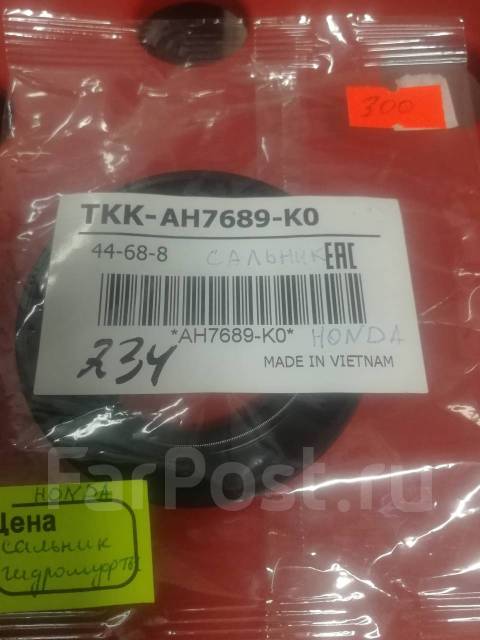 300
TKK-AH7689-K0
44-68-8 САЛЬНИК EAC
*AH7689-K0* HONDA
234 MADE IN VIETNAM
FarPost.ru
HONDA
Цена
сальник
гидромуфты